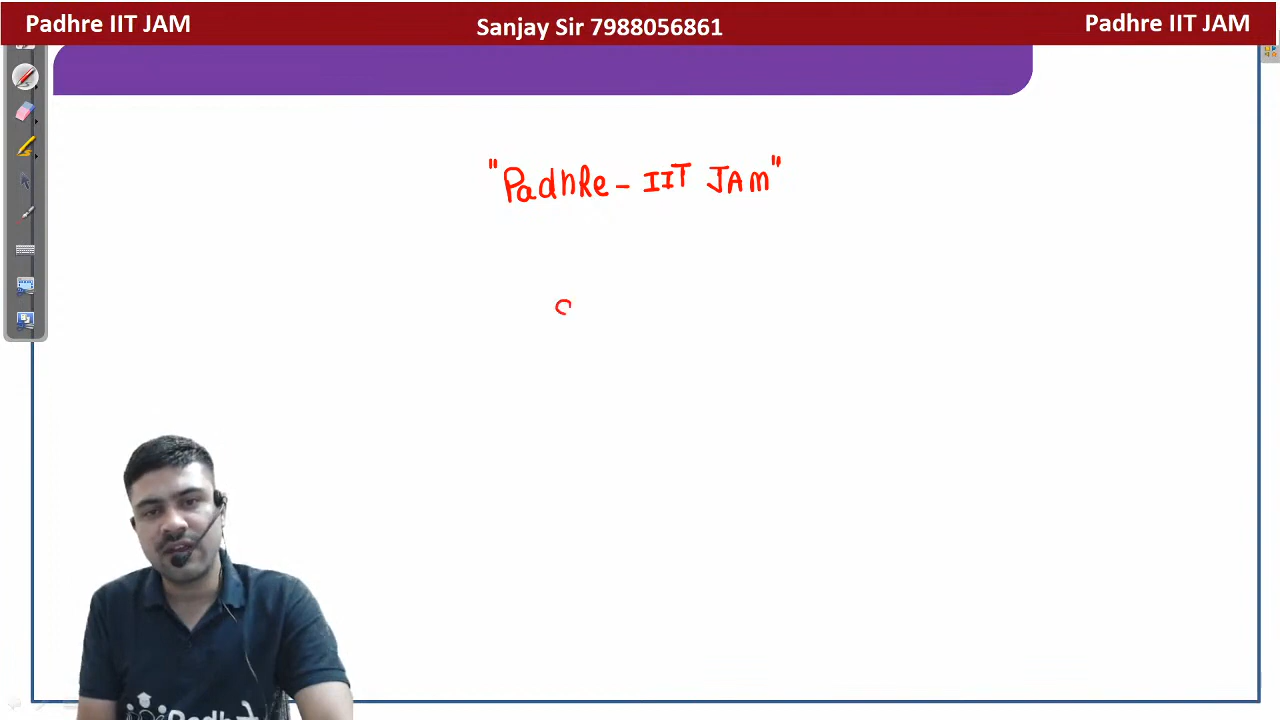 Padhre IIT JAM
Sanjay Sir 7988056861
Padhre IIT JAM
"PadhRe - IIT JAm"